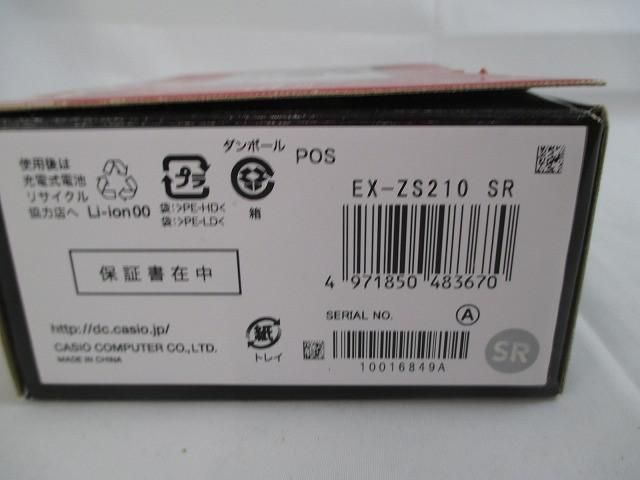 使用後は
充電式電池
リサイクル
協力店へ
Li-ion00
プラ
袋:>PE-HD<
袋:>PE-LD<
ダンボール
箱
POS
EX-ZS210 SR
4 971850 483670
保証書在中
SERIAL NO.
A
http://dc.casio.jp/
CASIO COMPUTER CO.,LTD.
MADE IN CHINA
紙
トレイ
10016849A
SR